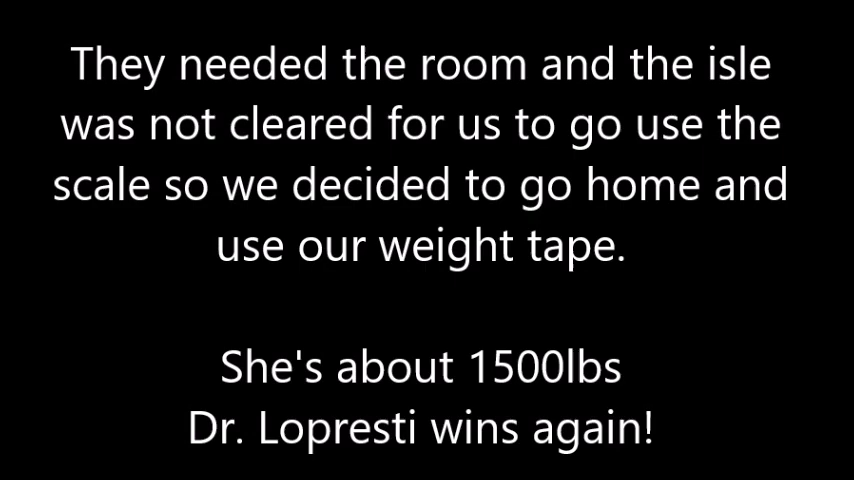 They needed the room and the isle
was not cleared for us to go use the
scale so we decided to go home and
use our weight tape.
She's about 1500lbs
Dr. Lopresti wins again!